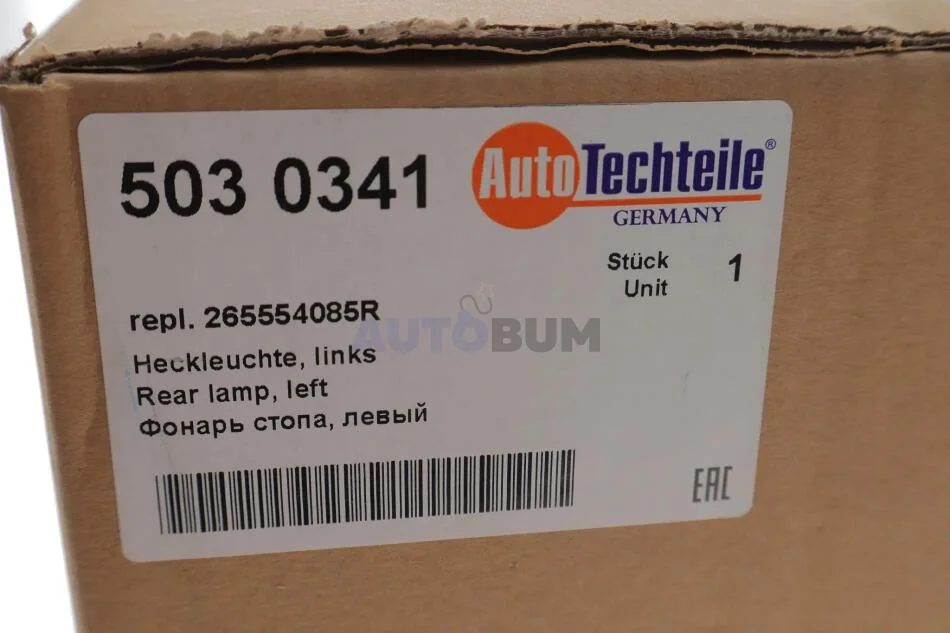 503 0341
AutoTechteile®
GERMANY
Stück 1
Unit
repl. 265554085R
AUTOBUM
Heckleuchte, links
Rear lamp, left
Фонарь стопа, левый
EAC